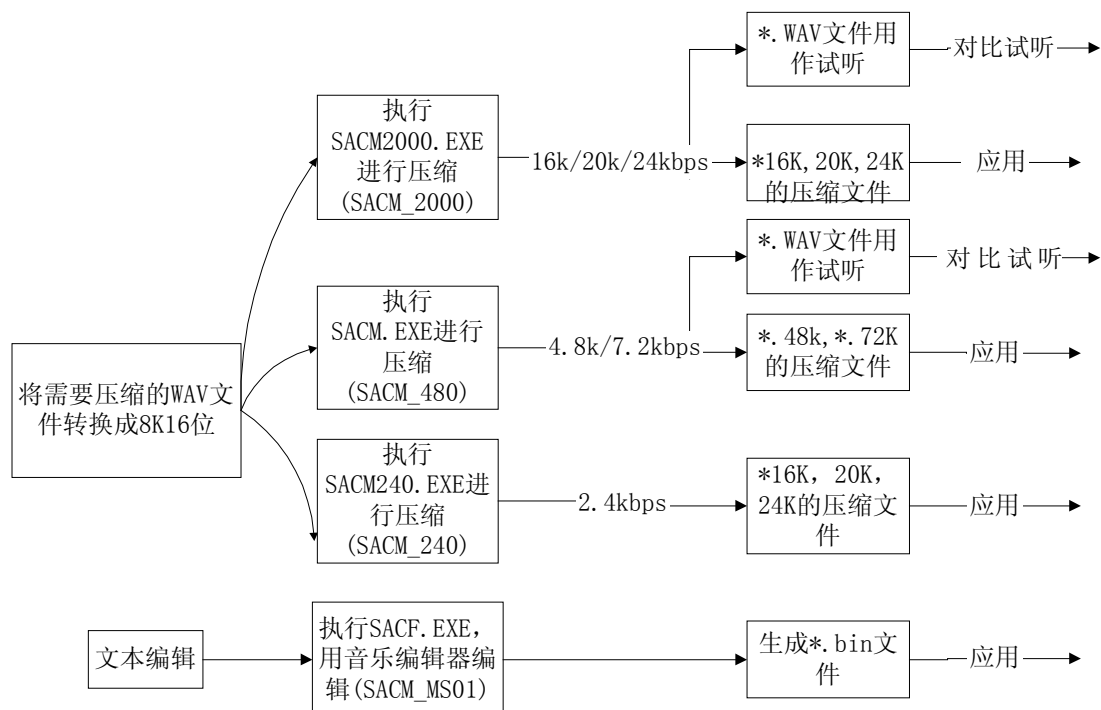 *.WAV文件用
作试听
对比试听
执行
SACM2000.EXE
进行压缩
(SACM_2000)
16k/20k/24kbps
*16K,20K,24K
的压缩文件
应用
*.WAV文件用
作试听
对比试听
执行
SACM.EXE进行
压缩
(SACM_480)
4.8k/7.2kbps
*.48k,*.72K
的压缩文件
应用
将需要压缩的WAV文
件转换成8K16位
执行
SACM240.EXE进
行压缩
(SACM_240)
2.4kbps
*16K，20K，
24K的压缩文
件
应用
文本编辑
执行SACF.EXE，
用音乐编辑器编
辑(SACM_MS01)
生成*.bin文
件
应用